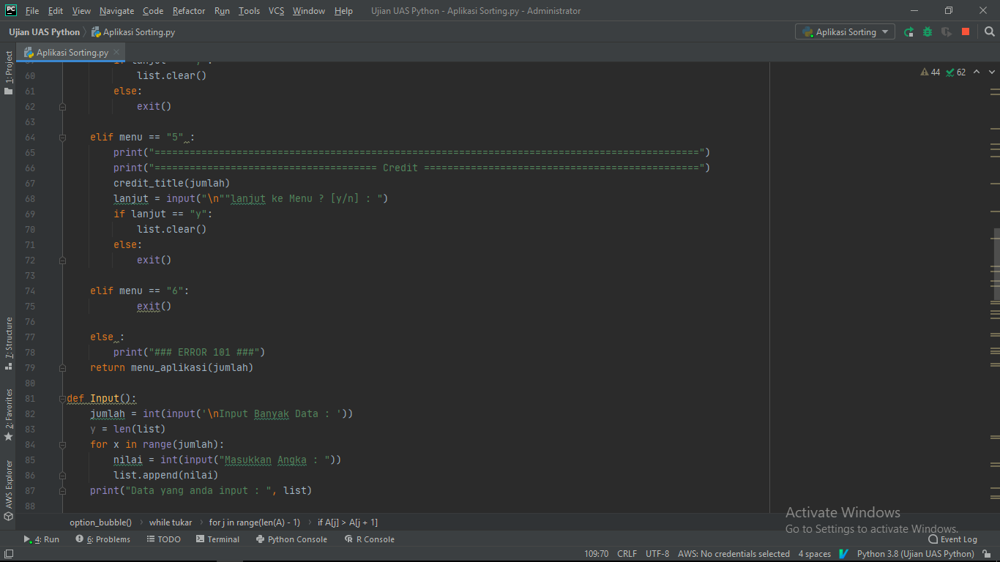 PC File Edit View Navigate Code Refactor Run Tools VCS Window Help Ujian UAS Python - Aplikasi Sorting.py - Administrator
Ujian UAS Python Aplikasi Sorting.py Aplikasi Sorting
Aplikasi Sorting.py
1: Project
7: Structure
2: Favorites
AWS Explorer
44 62
60 list.clear()
61 else:
62 exit()
63
64 elif menu == "5" :
65 print("=============================================================================================")
66 print("====================================== Credit ===============================================")
67 credit_title(jumlah)
68 lanjut = input("\n""lanjut ke Menu ? [y/n] : ")
69 if lanjut == "y":
70 list.clear()
71 else:
72 exit()
73
74 elif menu == "6":
75 exit()
76
77 else :
78 print("### ERROR 101 ###")
79 return menu_aplikasi(jumlah)
80
81 def Input():
82 jumlah = int(input('\nInput Banyak Data : '))
83 y = len(list)
84 for x in range(jumlah):
85 nilai = int(input("Masukkan Angka : "))
86 list.append(nilai)
87 print("Data yang anda input : ", list)
88
Activate Windows
Go to Settings to activate Windows.
option_bubble() while tukar for j in range(len(A) - 1) if A[j] > A[j + 1]
4: Run 6: Problems TODO Terminal Python Console R Console Event Log
109:70 CRLF UTF-8 AWS: No credentials selected 4 spaces Python 3.8 (Ujian UAS Python)